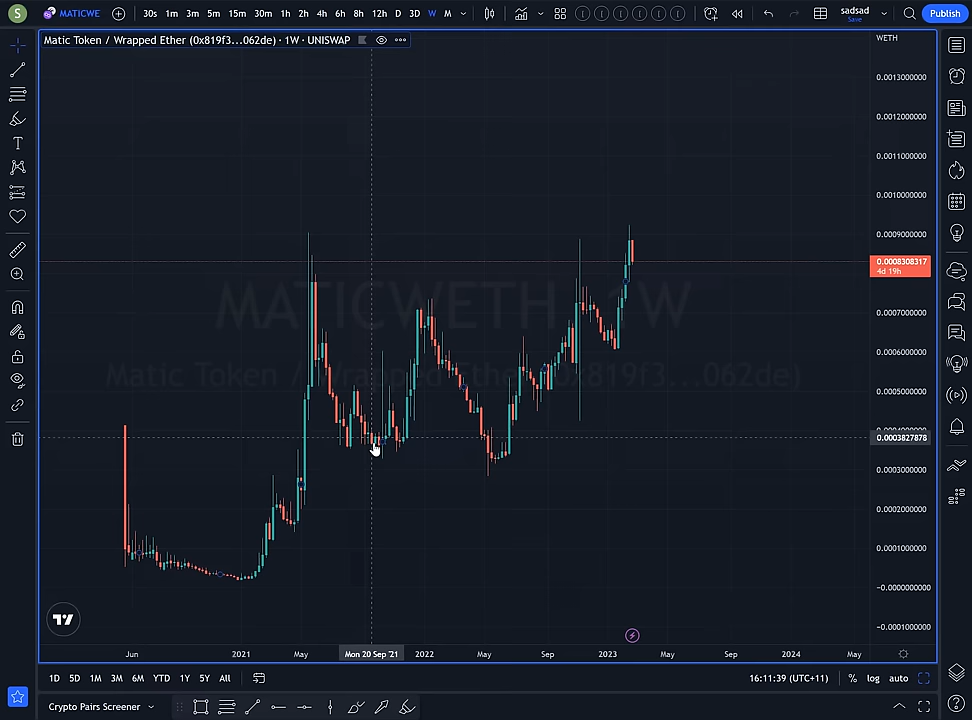 S MATICWE 30s 1m 3m 5m 15m 30m 1h 2h 4h 6h 8h 12h D 3D W M sadsad Save Publish
Matic Token / Wrapped Ether (0x819f3...062de) · 1W · UNISWAP
WETH
0.0013000000
0.0012000000
0.0011000000
0.0010000000
0.0009000000
0.0008308317
4d 19h
MATICWETH, 1W
0.0007000000
0.0006000000
Matic Token / Wrapped Ether (0x819f3...062de)
0.0005000000
0.0003827878
0.0003000000
0.0002000000
0.0001000000
-0.0000000000
-0.0001000000
Jun 2021 May Mon 20 Sep '21 2022 May Sep 2023 May Sep 2024 May
1D 5D 1M 3M 6M YTD 1Y 5Y All 16:11:39 (UTC+11) % log auto
Crypto Pairs Screener